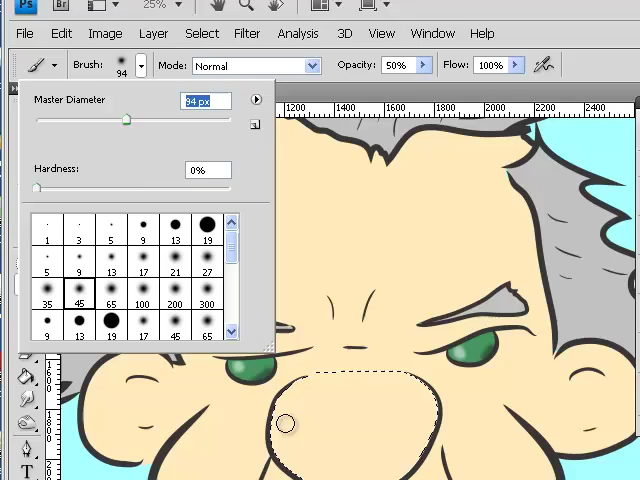 Ps Br 25%
File Edit Image Layer Select Filter Analysis 3D View Window Help
Brush: 94 Mode: Normal Opacity: 50% Flow: 100%
Master Diameter 94 px
1200 1400 1600 1800 2000 2200 2400
Hardness: 0%
1 3 5 9 13 19
5 9 13 17 21 27
35 45 65 100 200 300
9 13 19 17 45 65
1600
1800
T